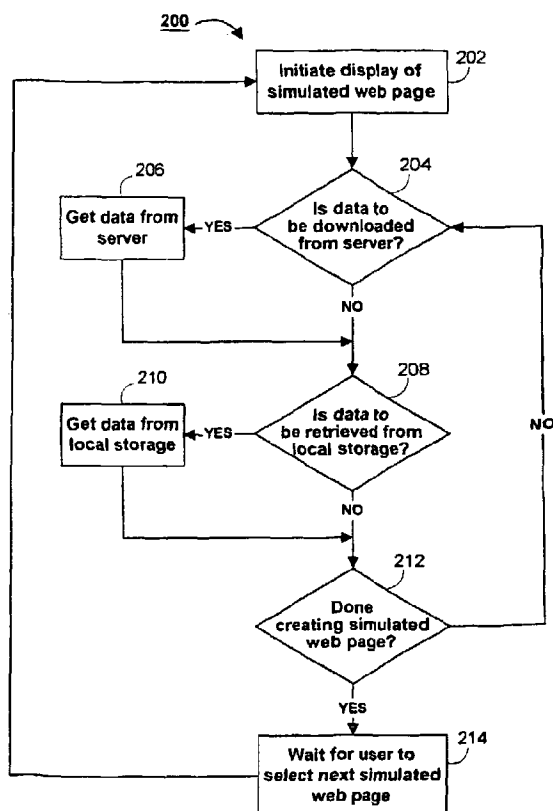 200
Initiate display of
simulated web page
202
204
206
Is data to
be downloaded
from server?
Get data from
server
YES
NO
208
210
Is data to
be retrieved from
local storage?
Get data from
local storage
YES
NO
NO
212
Done
creating simulated
web page?
YES
214
Wait for user to
select next simulated
web page